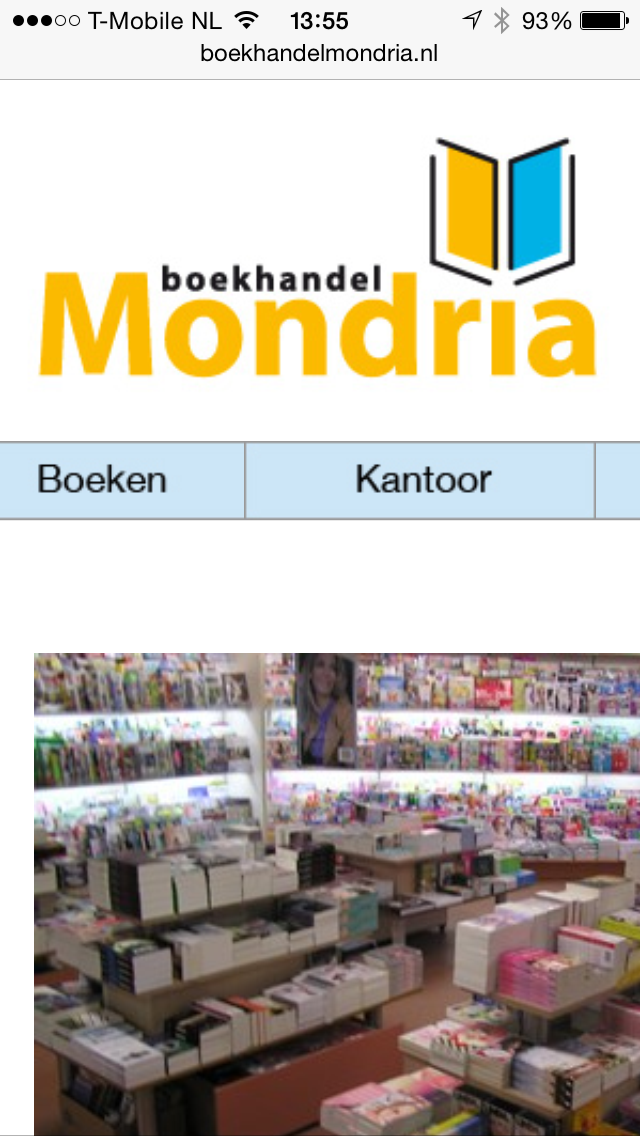 T-Mobile NL 13:55 93%
boekhandelmondria.nl
boekhandel
Mondria
Boeken Kantoor